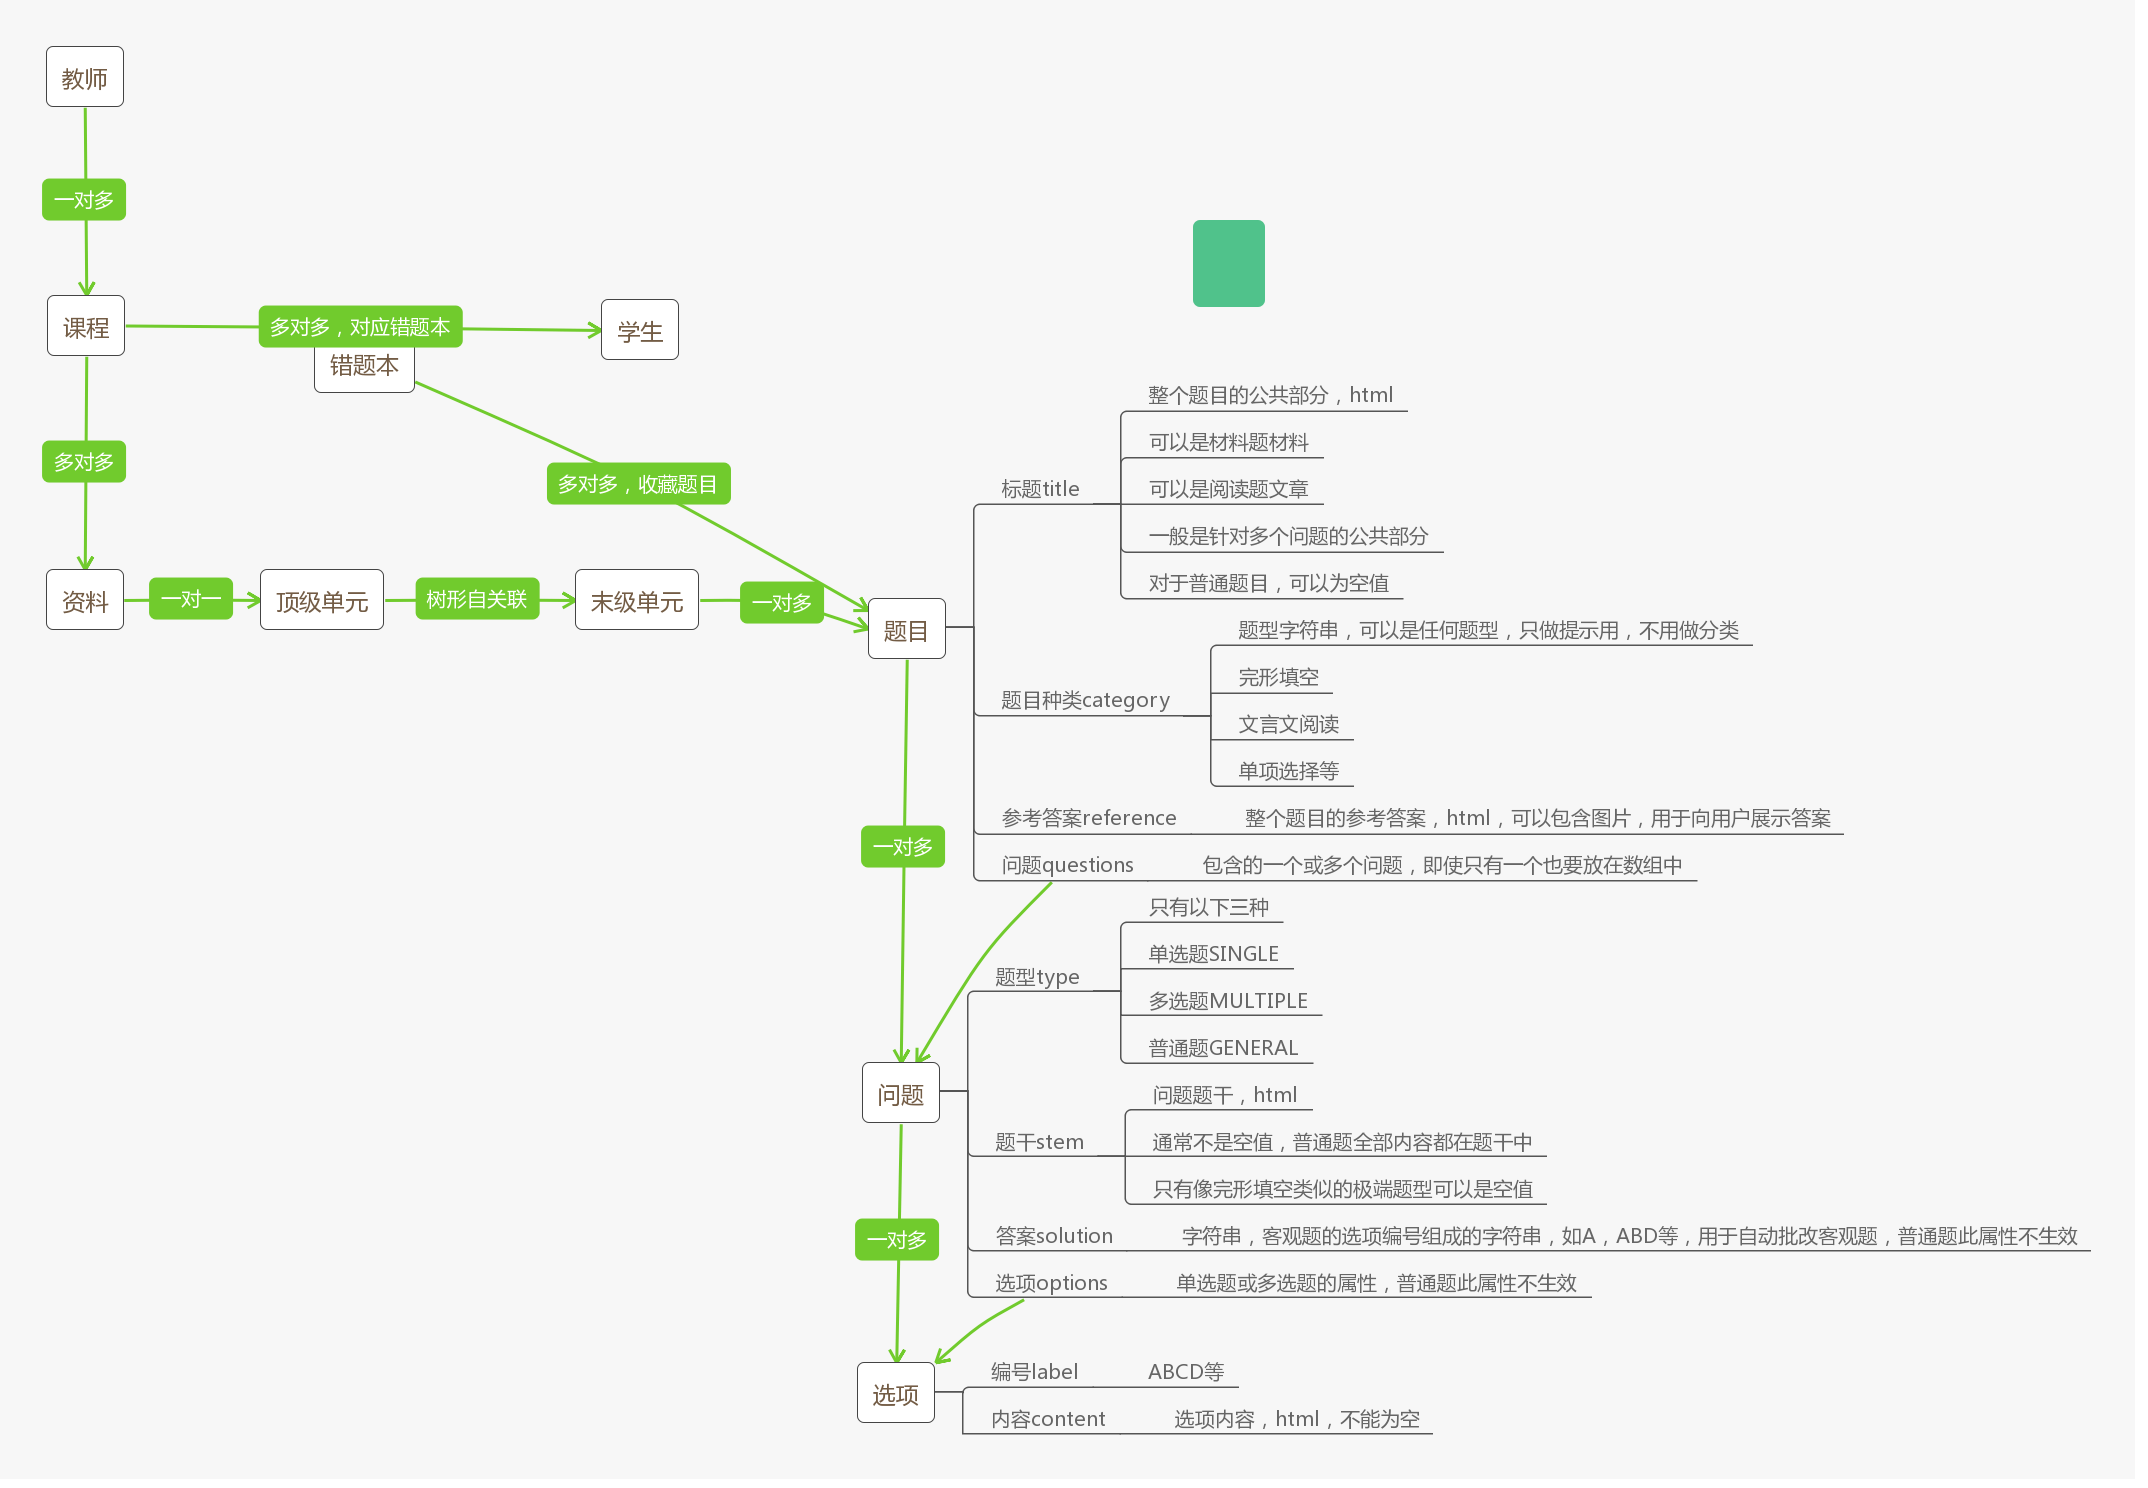 教师
一对多
课程
多对多，对应错题本
学生
错题本
多对多
多对多，收藏题目
资料
一对一
顶级单元
树形自关联
末级单元
一对多
题目
标题title
整个题目的公共部分，html
可以是材料题材料
可以是阅读题文章
一般是针对多个问题的公共部分
对于普通题目，可以为空值
题目种类category
题型字符串，可以是任何题型，只做提示用，不用做分类
完形填空
文言文阅读
单项选择等
参考答案reference
整个题目的参考答案，html，可以包含图片，用于向用户展示答案
问题questions
包含的一个或多个问题，即使只有一个也要放在数组中
一对多
问题
题型type
只有以下三种
单选题SINGLE
多选题MULTIPLE
普通题GENERAL
题干stem
问题题干，html
通常不是空值，普通题全部内容都在题干中
只有像完形填空类似的极端题型可以是空值
答案solution
字符串，客观题的选项编号组成的字符串，如A，ABD等，用于自动批改客观题，普通题此属性不生效
选项options
单选题或多选题的属性，普通题此属性不生效
一对多
选项
编号label
ABCD等
内容content
选项内容，html，不能为空